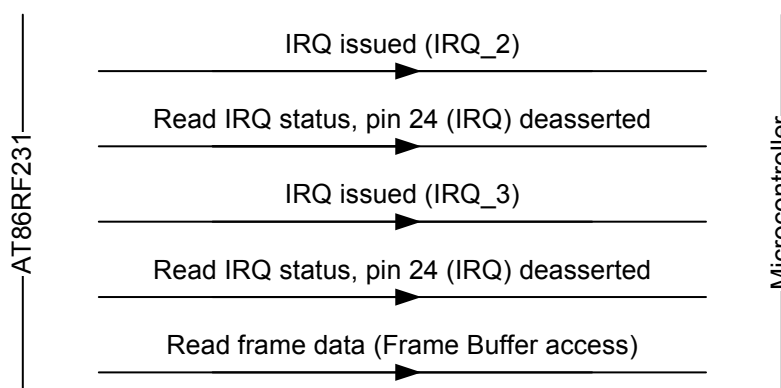 IRQ issued (IRQ_2)
Read IRQ status, pin 24 (IRQ) deasserted
AT86RF231
IRQ issued (IRQ_3)
Read IRQ status, pin 24 (IRQ) deasserted
Read frame data (Frame Buffer access)
Microcontroller